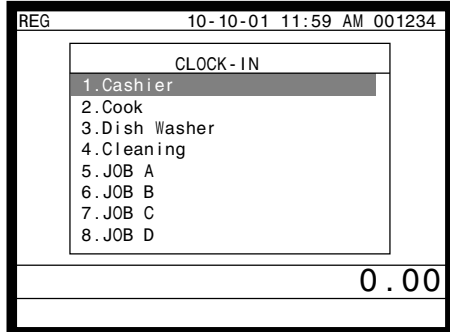 REG 10-10-01 11:59 AM 001234
CLOCK-IN
1.Cashier
2.Cook
3.Dish Washer
4.Cleaning
5.JOB A
6.JOB B
7.JOB C
8.JOB D
0.00